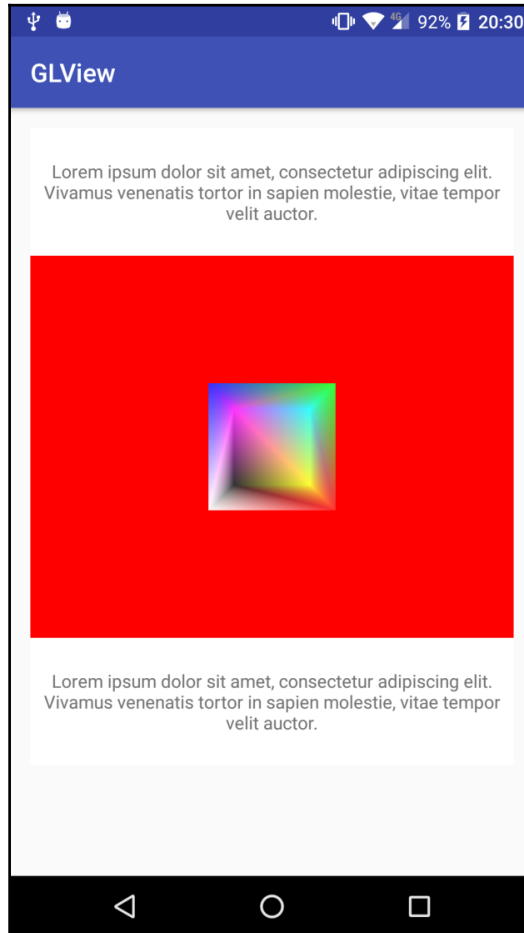 4G 92% 20:30
GLView
Lorem ipsum dolor sit amet, consectetur adipiscing elit.
Vivamus venenatis tortor in sapien molestie, vitae tempor
velit auctor.
Lorem ipsum dolor sit amet, consectetur adipiscing elit.
Vivamus venenatis tortor in sapien molestie, vitae tempor
velit auctor.